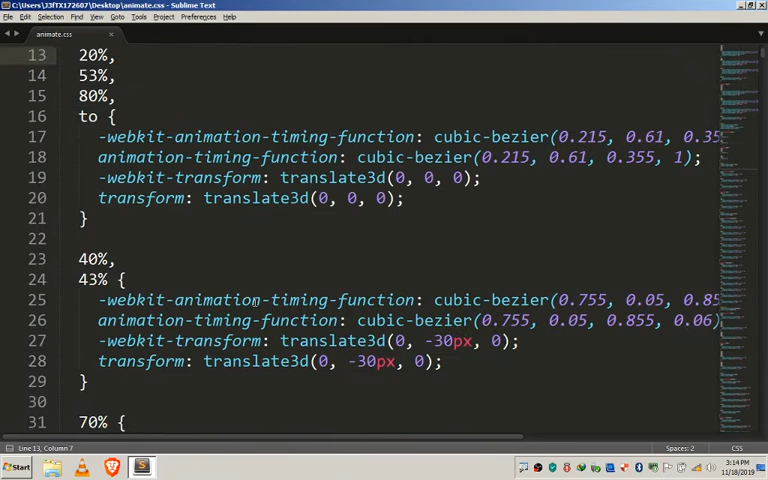 C:\Users\J3fTX172607\Desktop\animate.css - Sublime Text
File Edit Selection Find View Goto Tools Project Preferences Help
animate.css ×
13 20%,
14 53%,
15 80%,
16 to {
17 -webkit-animation-timing-function: cubic-bezier(0.215, 0.61, 0.35
18 animation-timing-function: cubic-bezier(0.215, 0.61, 0.355, 1);
19 -webkit-transform: translate3d(0, 0, 0);
20 transform: translate3d(0, 0, 0);
21 }
22
23 40%,
24 43% {
25 -webkit-animation-timing-function: cubic-bezier(0.755, 0.05, 0.85
26 animation-timing-function: cubic-bezier(0.755, 0.05, 0.855, 0.06)
27 -webkit-transform: translate3d(0, -30px, 0);
28 transform: translate3d(0, -30px, 0);
29 }
30
31 70% {
Line 13, Column 7
Spaces: 2
CSS
Start
3:14 PM
11/18/2019